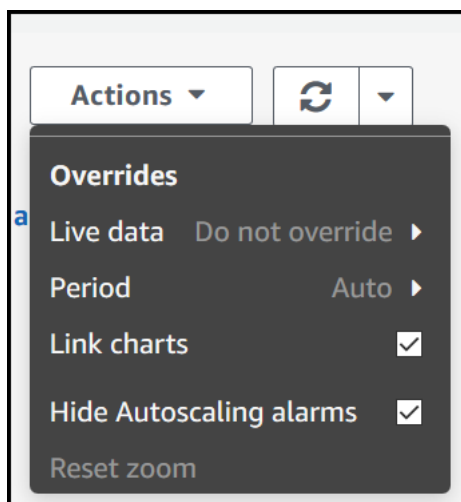 Actions
a
Overrides
Live data Do not override
Period Auto
Link charts
Hide Autoscaling alarms
Reset zoom